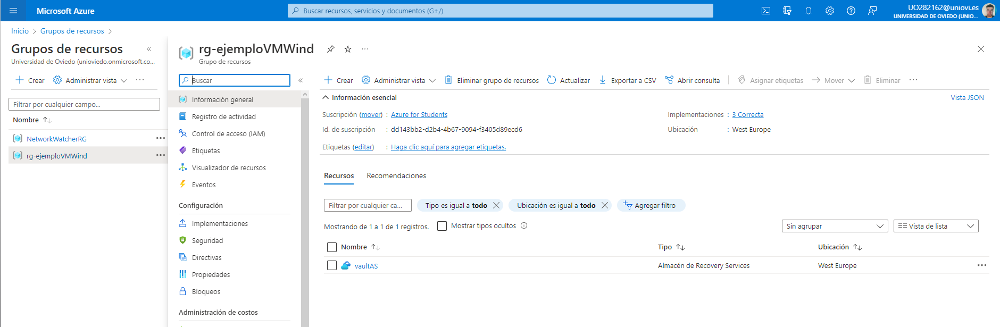 Microsoft Azure
Buscar recursos, servicios y documentos (G+/)
UO282162@uniovi.es
UNIVERSIDAD DE OVIEDO (UNIO...
Inicio > Grupos de recursos >
Grupos de recursos «
Universidad de Oviedo (unioviedo.onmicrosoft.co...
+ Crear Administrar vista ...
Filtrar por cualquier campo...
Nombre ↑↓
NetworkWatcherRG ...
rg-ejemploVMWind ...
rg-ejemploVMWind ...
Grupo de recursos
Buscar «
Información general
Registro de actividad
Control de acceso (IAM)
Etiquetas
Visualizador de recursos
Eventos
Configuración
Implementaciones
Seguridad
Directivas
Propiedades
Bloqueos
Administración de costos
+ Crear Administrar vista Eliminar grupo de recursos Actualizar Exportar a CSV Abrir consulta Asignar etiquetas Mover Eliminar ...
Información esencial Vista JSON
Suscripción (mover) : Azure for Students Implementaciones : 3 Correcta
Id. de suscripción : dd143bb2-d2b4-4b67-9094-f3405d89ecd6 Ubicación : West Europe
Etiquetas (editar) : Haga clic aquí para agregar etiquetas.
Recursos Recomendaciones
Filtrar por cualquier ca... Tipo es igual a todo Ubicación es igual a todo Agregar filtro
Mostrando de 1 a 1 de 1 registros. Mostrar tipos ocultos
Sin agrupar Vista de lista
Nombre ↑↓ Tipo ↑↓ Ubicación ↑↓
vaultAS Almacén de Recovery Services West Europe ...